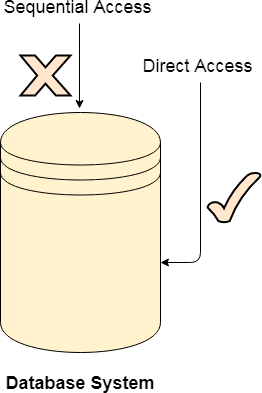 Sequential Access
Direct Access
Database System